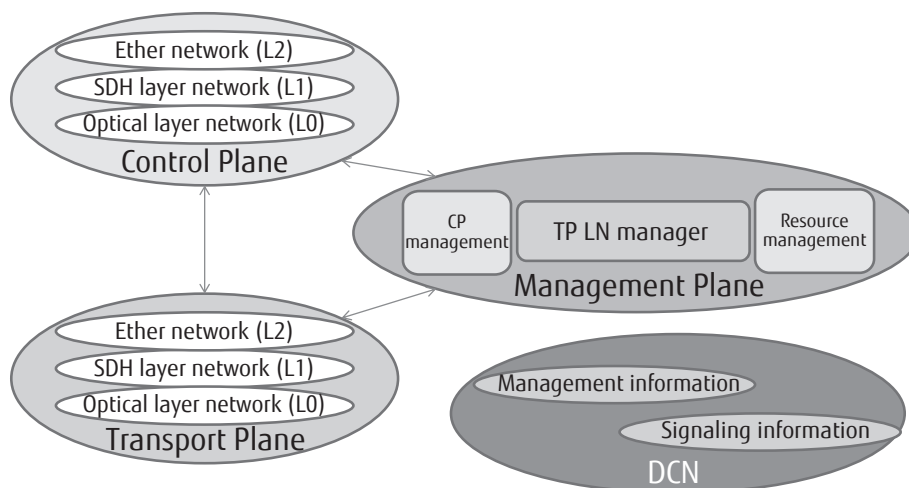 Ether network (L2)
SDH layer network (L1)
Optical layer network (L0)
Control Plane
CP
management
TP LN manager
Resource
management
Management Plane
Ether network (L2)
SDH layer network (L1)
Optical layer network (L0)
Transport Plane
Management information
Signaling information
DCN